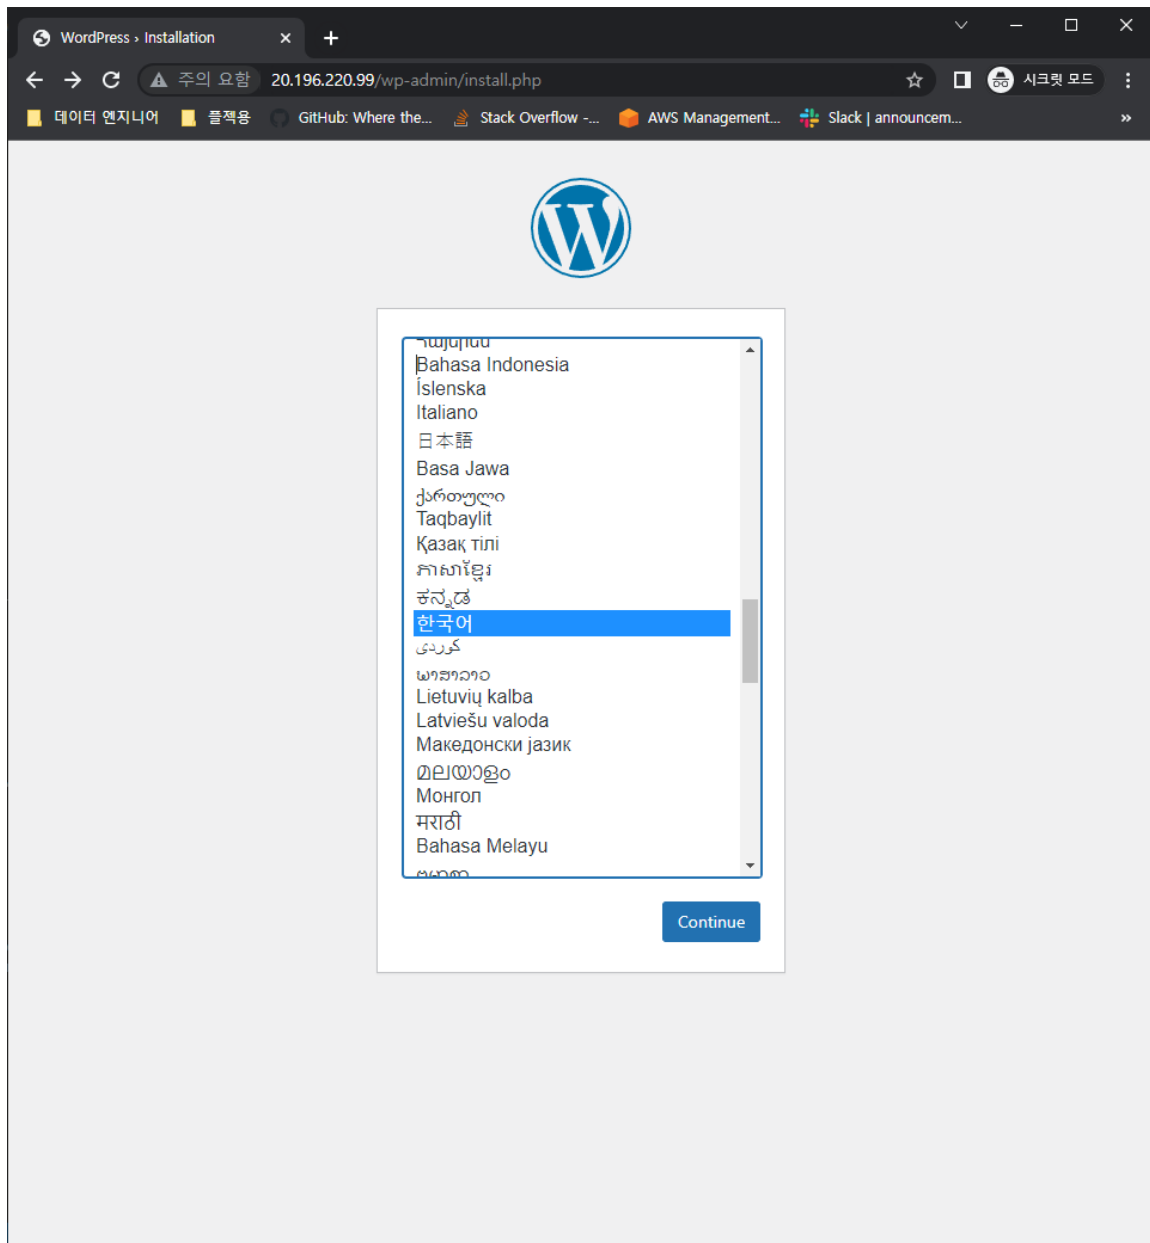 WordPress › Installation
주의 요함 20.196.220.99/wp-admin/install.php 시크릿 모드
데이터 엔지니어 플젝용 GitHub: Where the... Stack Overflow -... AWS Management... Slack | announcem...
Հայերեն
Bahasa Indonesia
Íslenska
Italiano
日本語
Basa Jawa
ქართული
Taqbaylit
Қазақ тілі
ភាសាខ្មែរ
ಕನ್ನಡ
한국어
كوردی
ພາສາລາວ
Lietuvių kalba
Latviešu valoda
Македонски јазик
മലയാളം
Монгол
मराठी
Bahasa Melayu
Continue